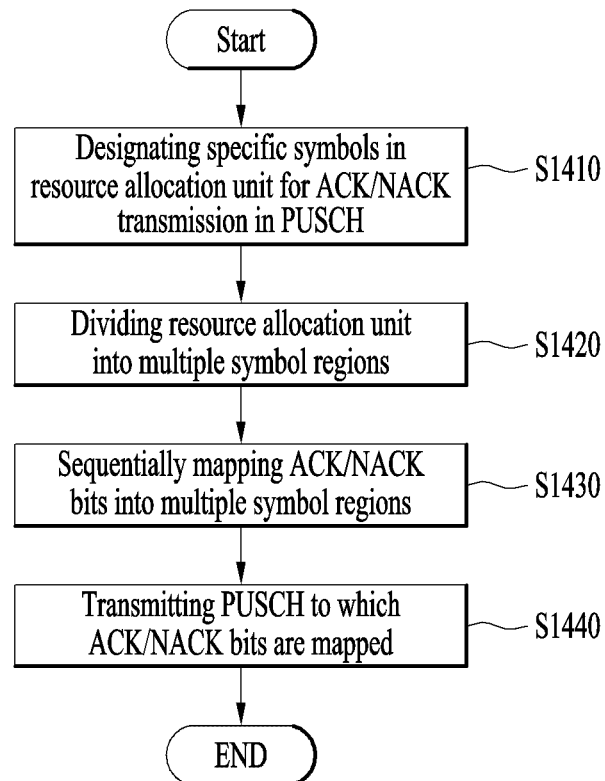 Start
Designating specific symbols in
resource allocation unit for ACK/NACK
transmission in PUSCH
S1410
Dividing resource allocation unit
into multiple symbol regions
S1420
Sequentially mapping ACK/NACK
bits into multiple symbol regions
S1430
Transmitting PUSCH to which
ACK/NACK bits are mapped
S1440
END